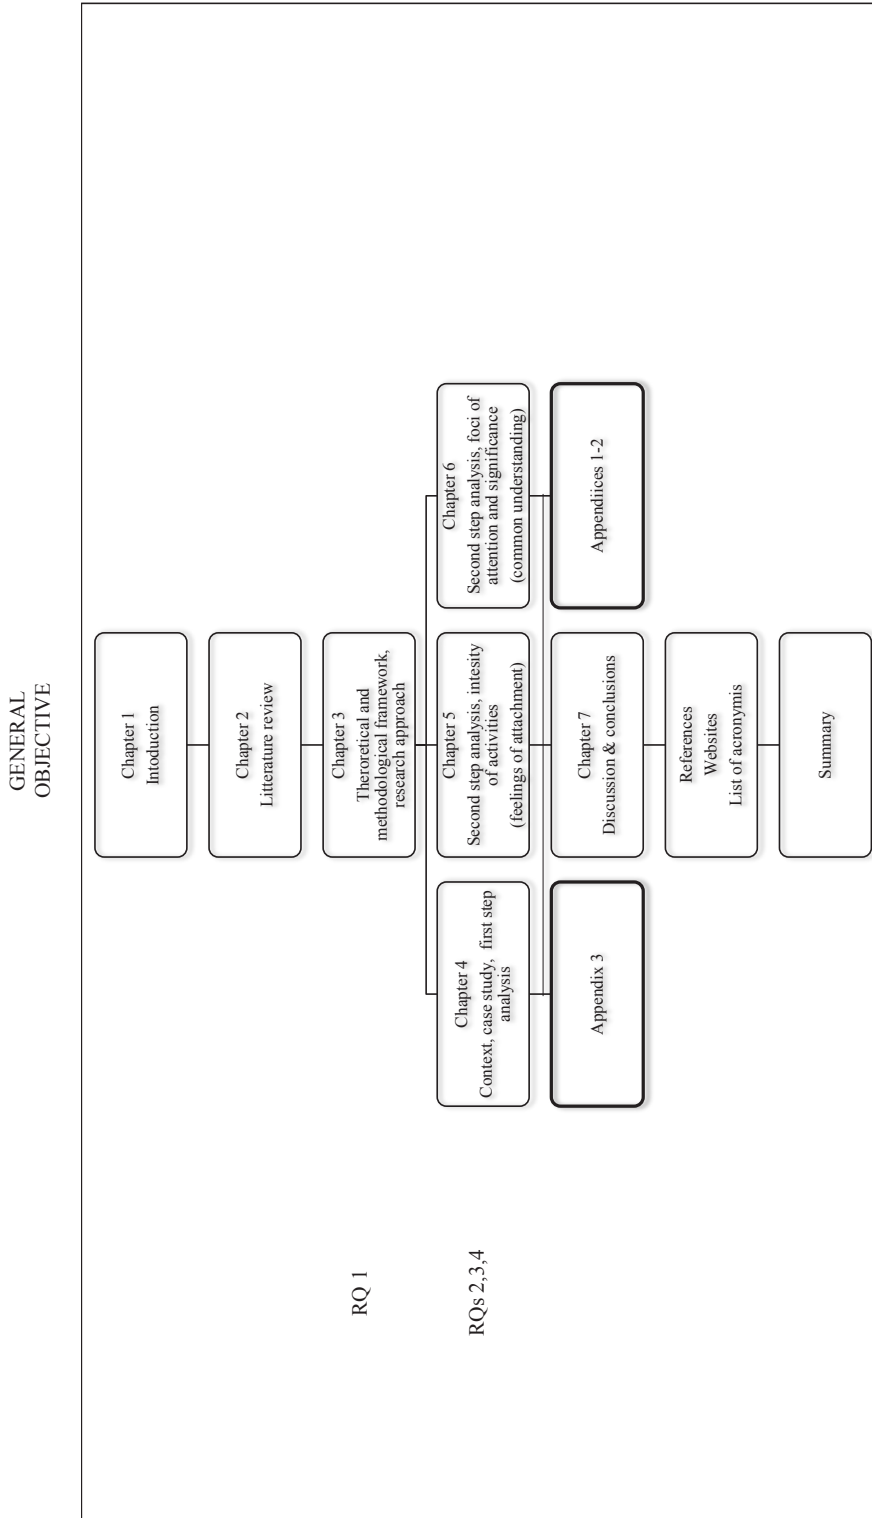 GENERAL
OBJECTIVE
Chapter 1
Intoduction
Chapter 2
Litterature review
RQ 1
Chapter 3
Theroretical and
methodological framework,
research approach
RQs 2,3,4
Chapter 4
Context, case study, first step
analysis
Chapter 5
Second step analysis, intesity
of activities
(feelings of attachment)
Chapter 6
Second step analysis, foci of
attention and significance
(common understanding)
Appendix 3
Chapter 7
Discussion & conclusions
Appendiices 1-2
References
Websites
List of acronymis
Summary